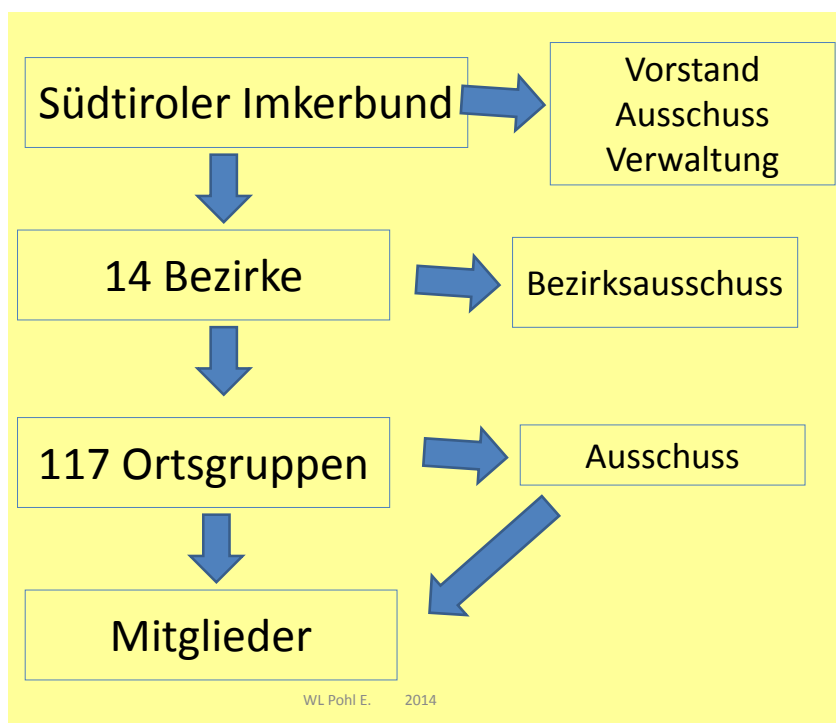 Südtiroler Imkerbund
Vorstand
Ausschuss
Verwaltung
14 Bezirke
Bezirksausschuss
117 Ortsgruppen
Ausschuss
Mitglieder
WL Pohl E. 2014